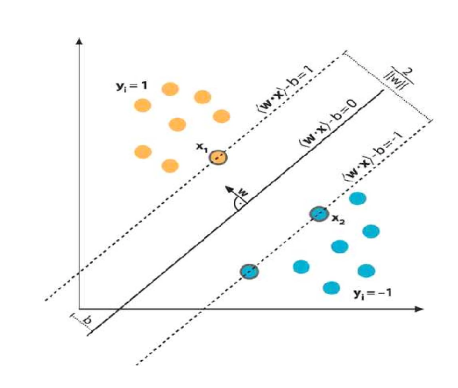 yᵢ = 1
x₁
⟨w·x⟩-b=1
2
||w||
⟨w·x⟩-b=0
⟨w·x⟩-b=-1
w
x₂
yᵢ=-1
b